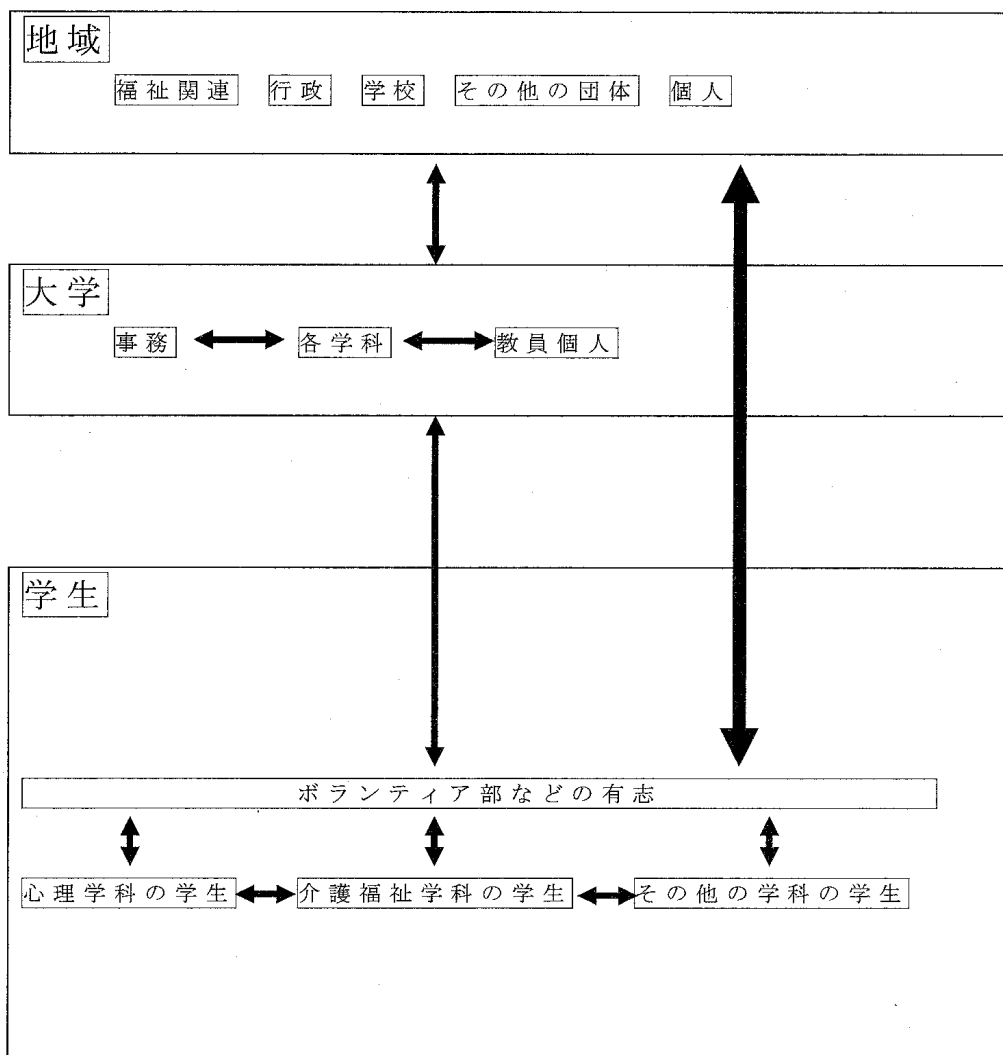 地域
福祉関連 行政 学校 その他の団体 個人
大学
事務 各学科 教員個人
学生
ボランティア部などの有志
心理学科の学生 介護福祉学科の学生 その他の学科の学生